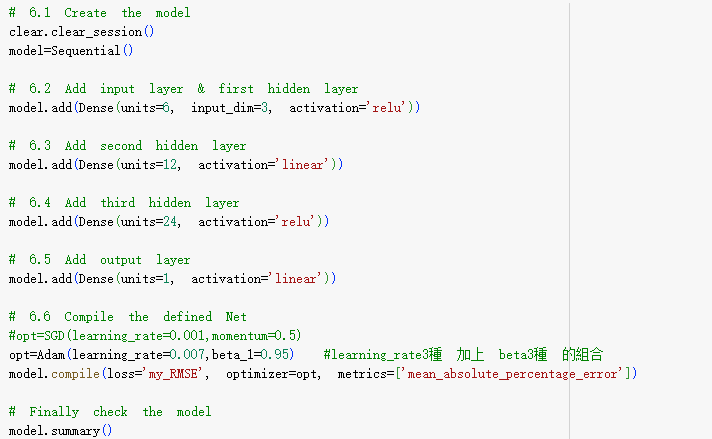 # 6.1 Create the model
clear.clear_session()
model=Sequential()
# 6.2 Add input layer & first hidden layer
model.add(Dense(units=6, input_dim=3, activation='relu'))
# 6.3 Add second hidden layer
model.add(Dense(units=12, activation='linear'))
# 6.4 Add third hidden layer
model.add(Dense(units=24, activation='relu'))
# 6.5 Add output layer
model.add(Dense(units=1, activation='linear'))
# 6.6 Compile the defined Net
#opt=SGD(learning_rate=0.001,momentum=0.5)
opt=Adam(learning_rate=0.007,beta_1=0.95) #learning_rate3種 加上 beta3種 的組合
model.compile(loss='my_RMSE', optimizer=opt, metrics=['mean_absolute_percentage_error'])
# Finally check the model
model.summary()